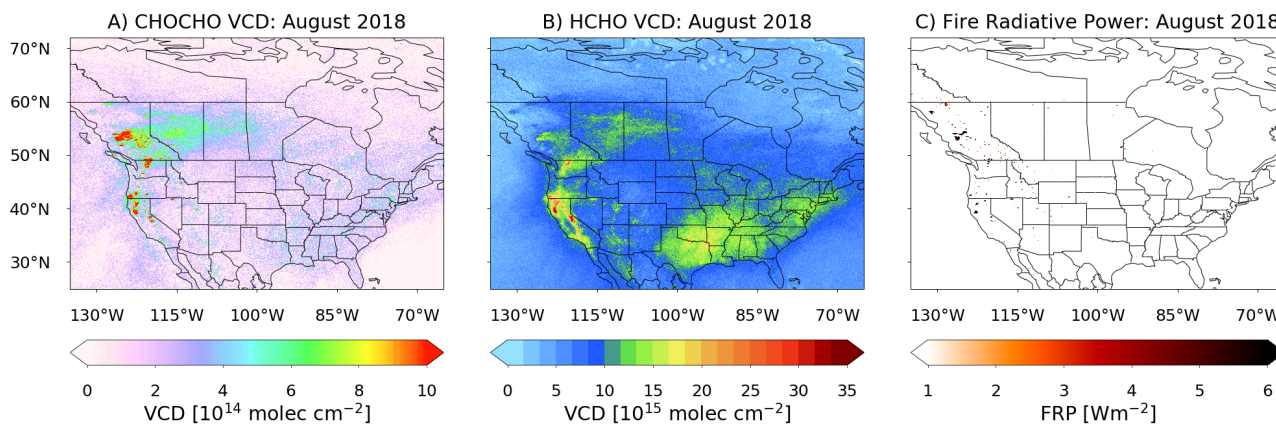 A) CHOCHO VCD: August 2018
B) HCHO VCD: August 2018
C) Fire Radiative Power: August 2018
70°N
60°N
50°N
40°N
30°N
130°W 115°W 100°W 85°W 70°W
130°W 115°W 100°W 85°W 70°W
130°W 115°W 100°W 85°W 70°W
0 2 4 6 8 10
VCD [10¹⁴ molec cm⁻²]
0 5 10 15 20 25 30 35
VCD [10¹⁵ molec cm⁻²]
1 2 3 4 5 6
FRP [Wm⁻²]